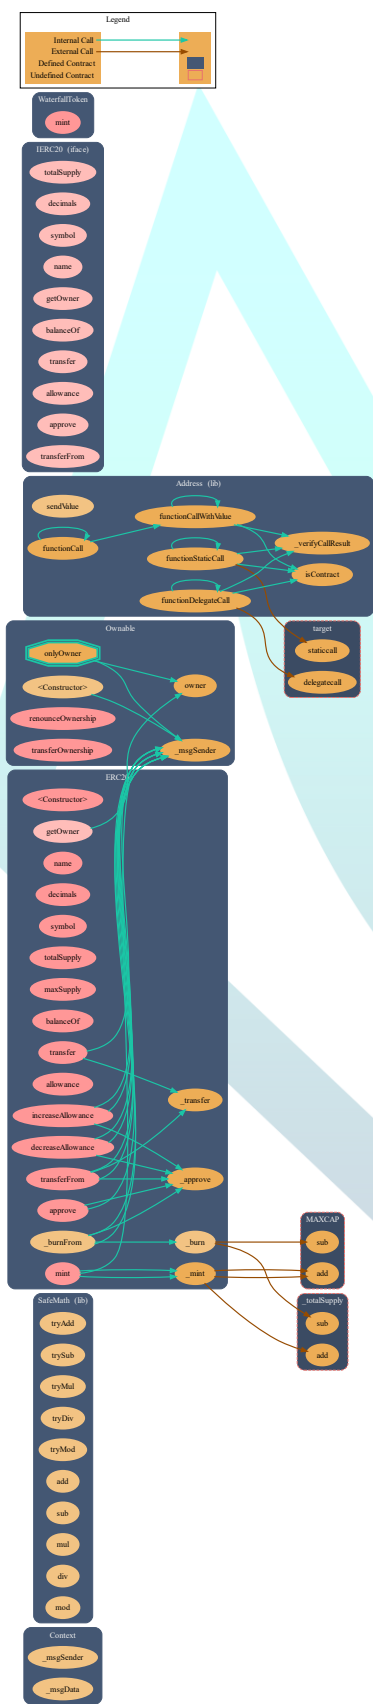 Legend
Internal Call
External Call
Defined Contract
Undefined Contract
WaterfallToken
mint
IERC20 (iface)
totalSupply
decimals
symbol
name
getOwner
balanceOf
transfer
allowance
approve
transferFrom
Address (lib)
sendValue
functionCall
functionCallWithValue
functionStaticCall
functionDelegateCall
_verifyCallResult
isContract
target
staticcall
delegatecall
Ownable
onlyOwner
<Constructor>
renounceOwnership
transferOwnership
owner
_msgSender
ERC20
<Constructor>
getOwner
name
decimals
symbol
totalSupply
maxSupply
balanceOf
transfer
allowance
increaseAllowance
decreaseAllowance
transferFrom
approve
_burnFrom
mint
_transfer
_approve
_burn
_mint
MAXCAP
sub
add
_totalSupply
sub
add
SafeMath (lib)
tryAdd
trySub
tryMul
tryDiv
tryMod
add
sub
mul
div
mod
Context
_msgSender
_msgData